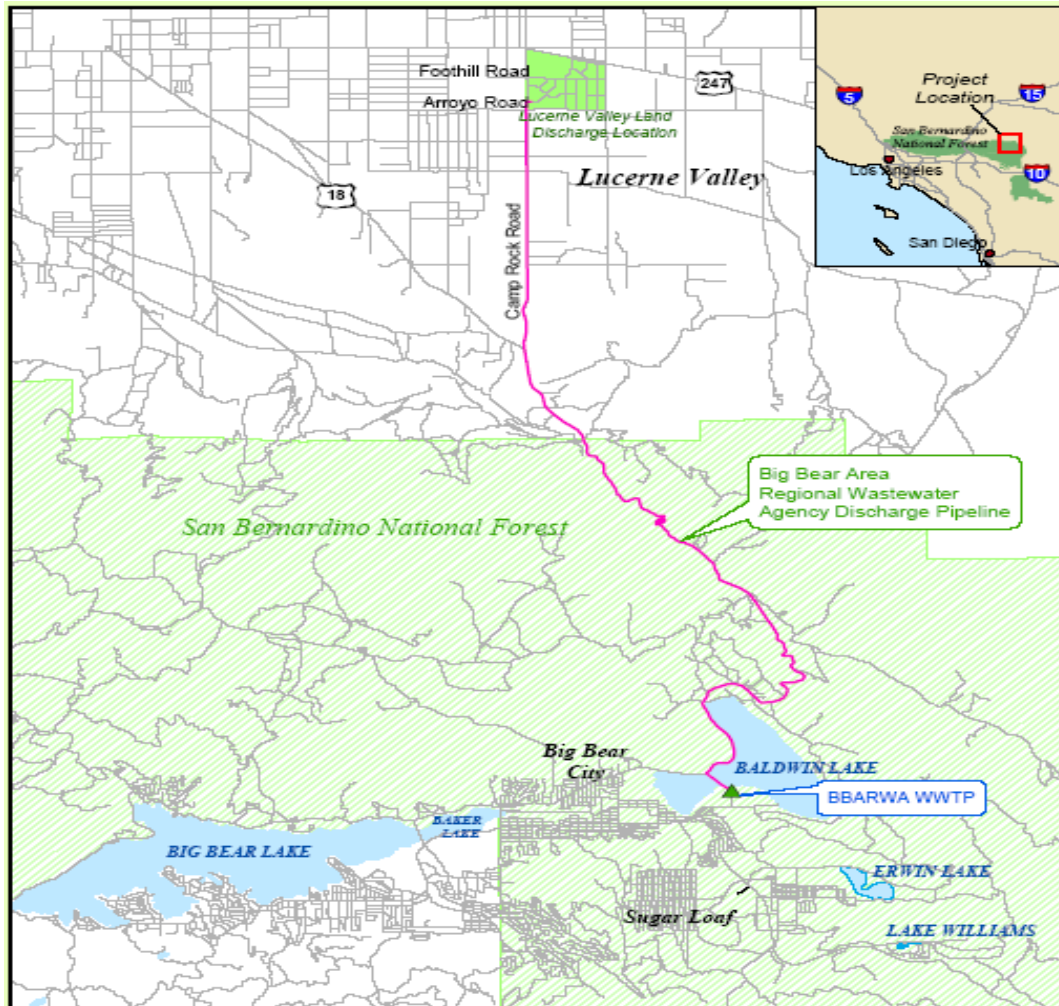 Foothill Road
Arroyo Road
Lucerne Valley Land
Discharge Location
247
Lucerne Valley
18
Camp Rock Road
5
15
Project
Location
San Bernardino
National Forest
Los Angeles
10
San Diego
Big Bear Area
Regional Wastewater
Agency Discharge Pipeline
San Bernardino National Forest
Big Bear
City
BALDWIN LAKE
BBARWA WWTP
BAKER
LAKE
BIG BEAR LAKE
ERWIN LAKE
Sugar Loaf
LAKE WILLIAMS